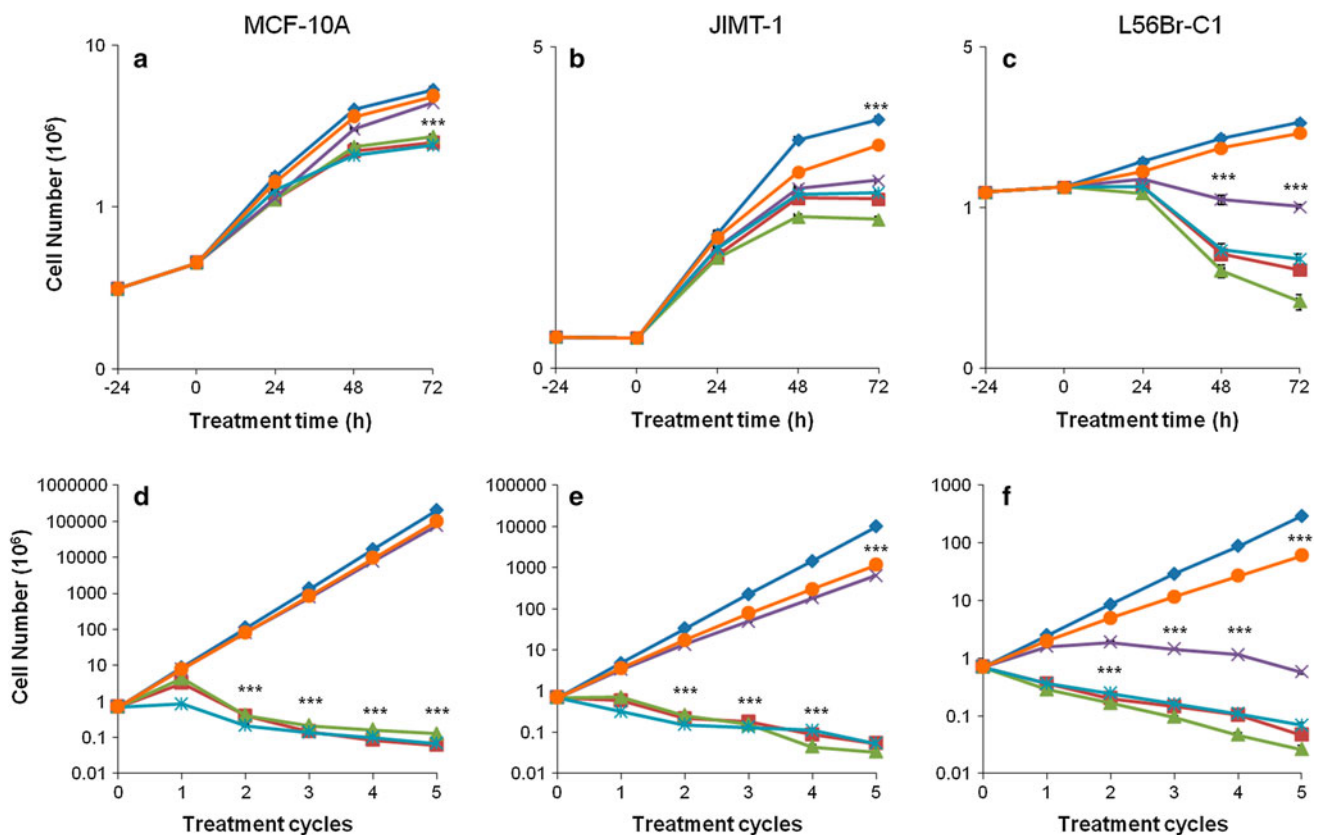 MCF-10A JIMT-1 L56Br-C1
a b c
10 5 5
*** *** *** ***
Cell Number (10⁶)
1 1
0 0 0
-24 0 24 48 72 -24 0 24 48 72 -24 0 24 48 72
Treatment time (h) Treatment time (h) Treatment time (h)
d e f
Cell Number (10⁶)
1000000
100000
10000
1000
100
10
1
0.1
0.01
*** *** *** ***
0 1 2 3 4 5
Treatment cycles
100000
10000
1000
100
10
1
0.1
0.01
*** *** *** ***
0 1 2 3 4 5
Treatment cycles
1000
100
10
1
0.1
0.01
*** *** *** ***
0 1 2 3 4 5
Treatment cycles